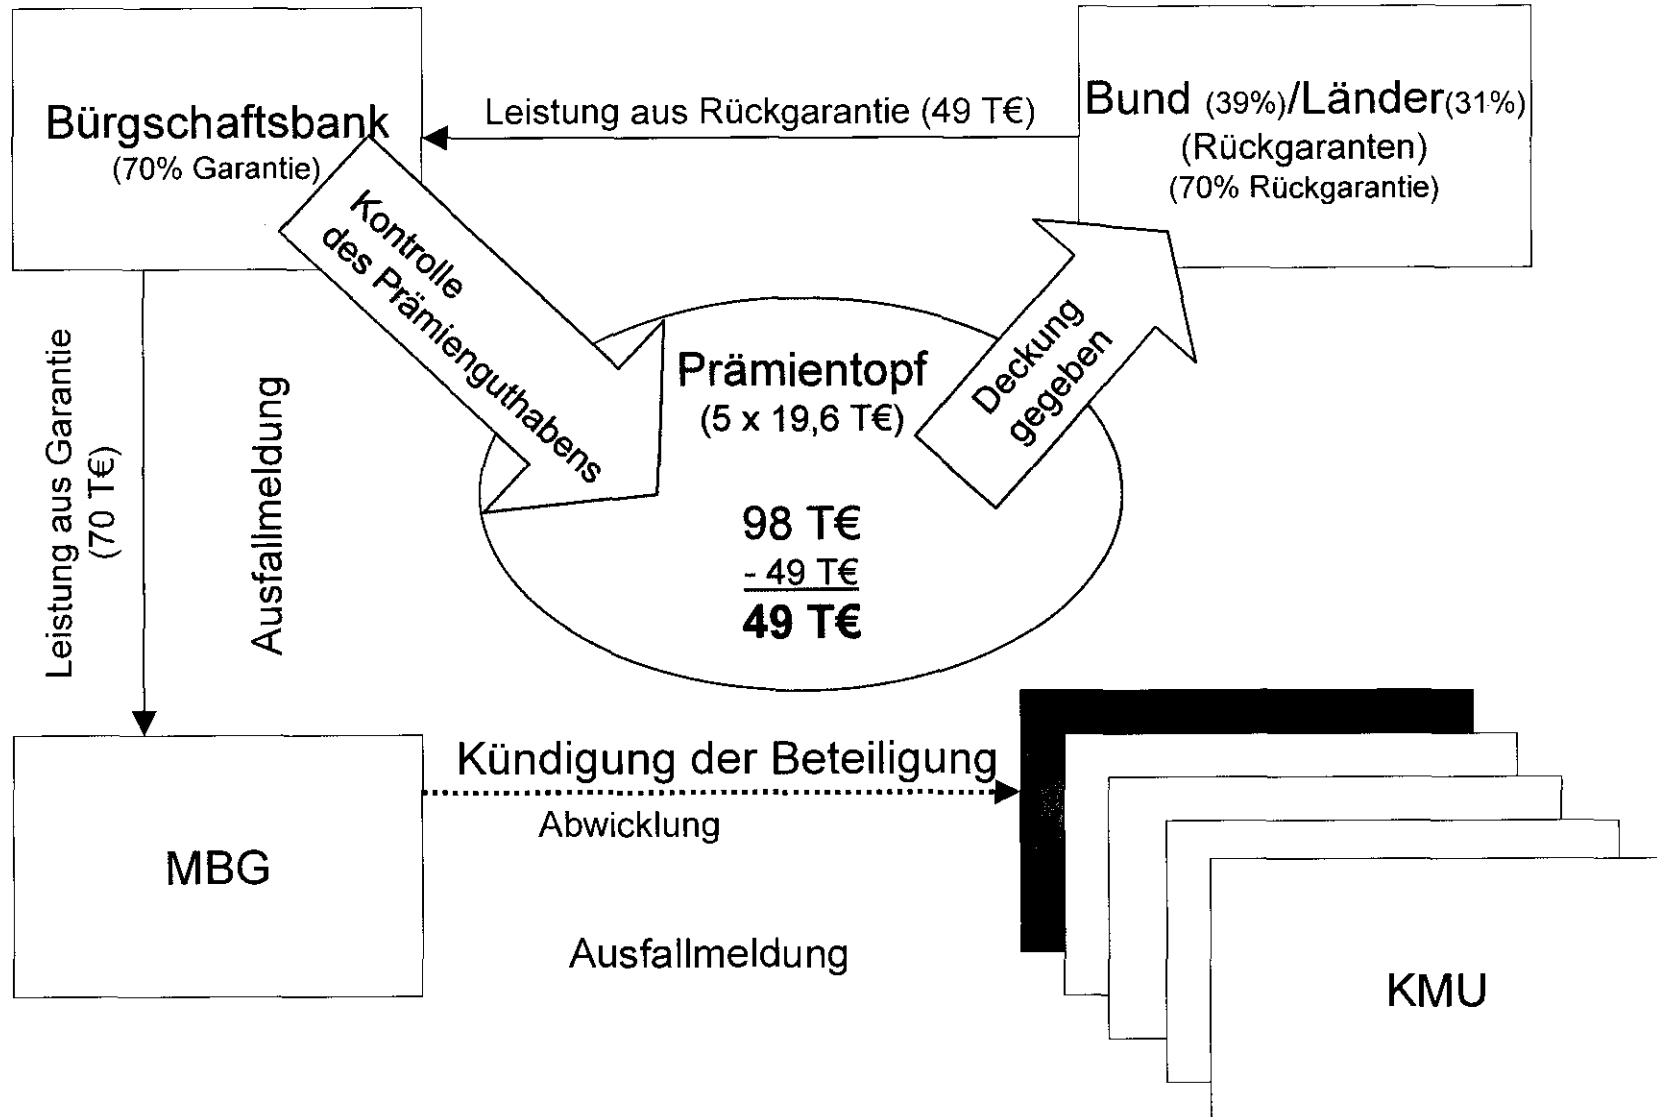 Bürgschaftsbank
(70% Garantie)
Leistung aus Rückgarantie (49 T€)
Bund (39%)/Länder(31%)
(Rückgaranten)
(70% Rückgarantie)
Kontrolle
des Prämienguthabens
Deckung
gegeben
Prämientopf
(5 x 19,6 T€)
98 T€
- 49 T€
49 T€
Leistung aus Garantie
(70 T€)
Ausfallmeldung
MBG
Kündigung der Beteiligung
Abwicklung
Ausfallmeldung
KMU